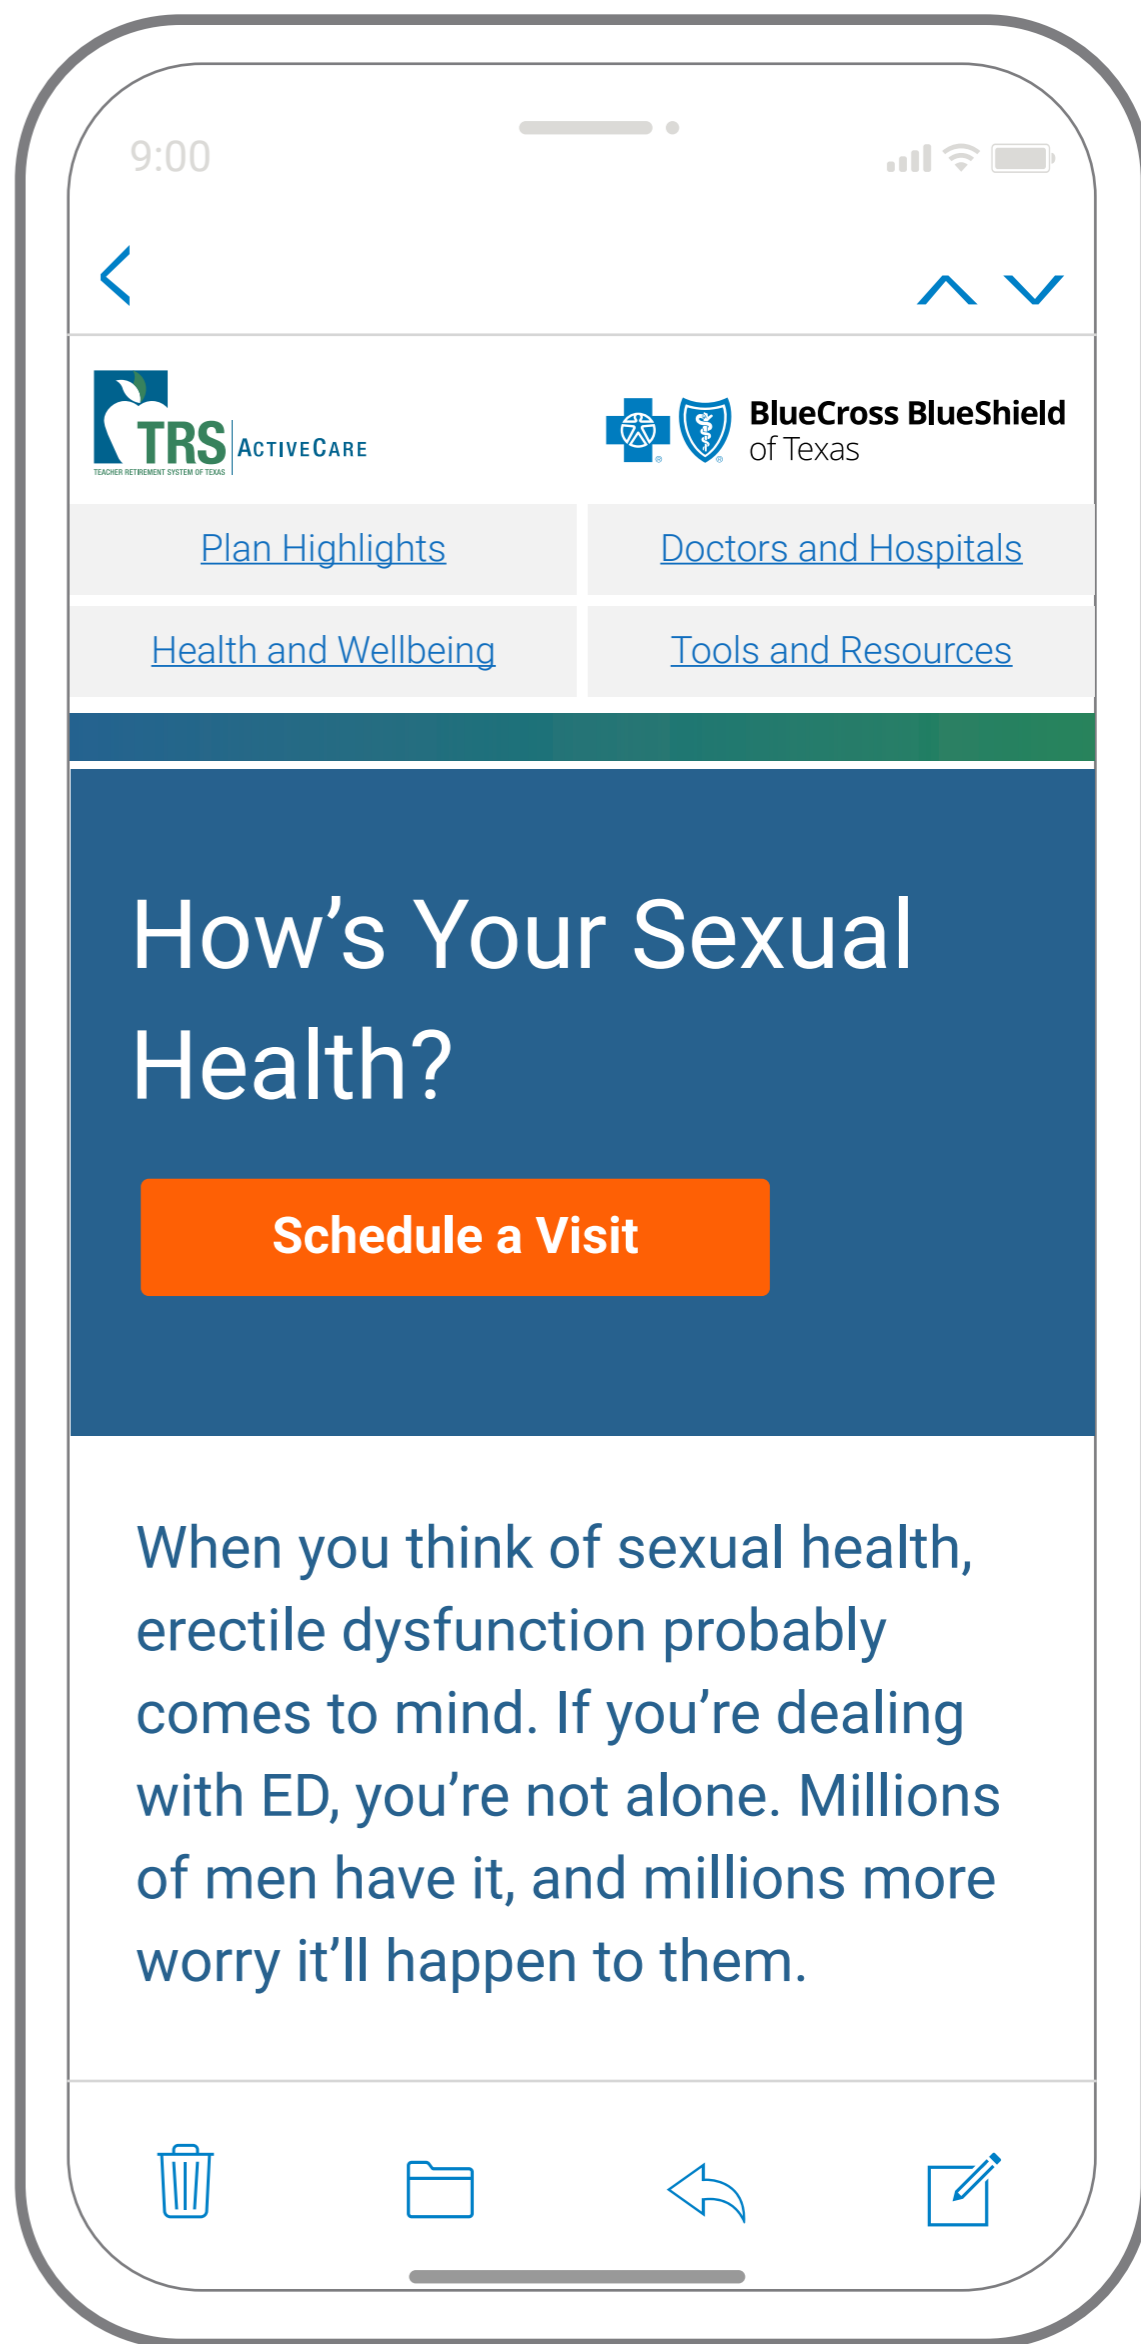 9:00
TRS
TEACHER RETIREMENT SYSTEM OF TEXAS
ACTIVECARE
BlueCross BlueShield
of Texas
Plan Highlights
Doctors and Hospitals
Health and Wellbeing
Tools and Resources
How’s Your Sexual
Health?
Schedule a Visit
When you think of sexual health,
erectile dysfunction probably
comes to mind. If you’re dealing
with ED, you’re not alone. Millions
of men have it, and millions more
worry it’ll happen to them.